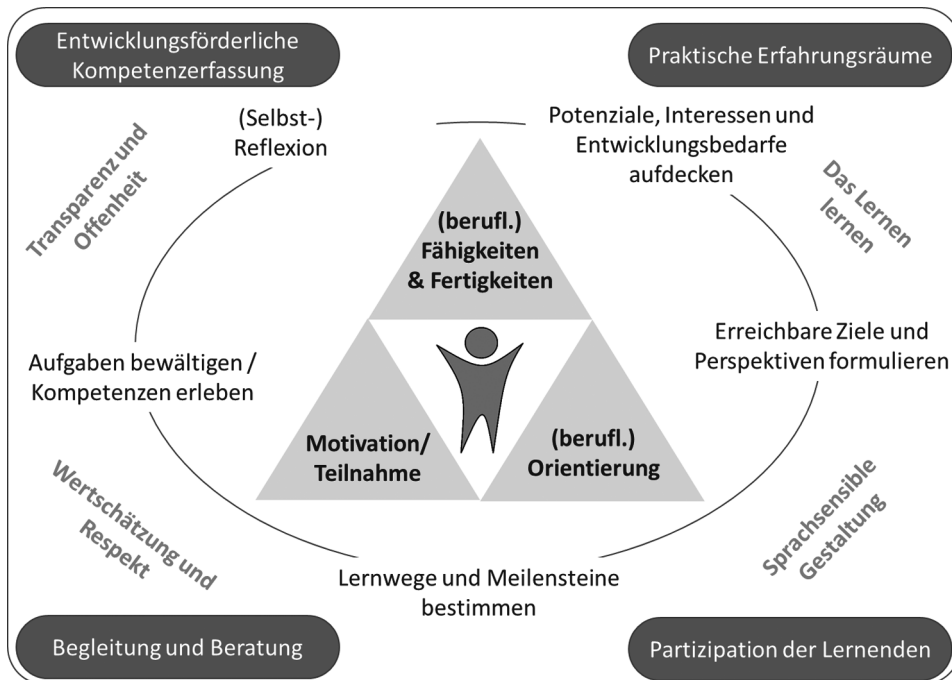 Entwicklungsförderliche
Kompetenzerfassung
Praktische Erfahrungsräume
(Selbst-)
Reflexion
Potenziale, Interessen und
Entwicklungsbedarfe
aufdecken
Transparenz und
Offenheit
Das Lernen
lernen
(berufl.)
Fähigkeiten
& Fertigkeiten
Aufgaben bewältigen /
Kompetenzen erleben
Erreichbare Ziele und
Perspektiven formulieren
Motivation/
Teilnahme
(berufl.)
Orientierung
Wertschätzung und
Respekt
Sprachsensible
Gestaltung
Lernwege und Meilensteine
bestimmen
Begleitung und Beratung
Partizipation der Lernenden